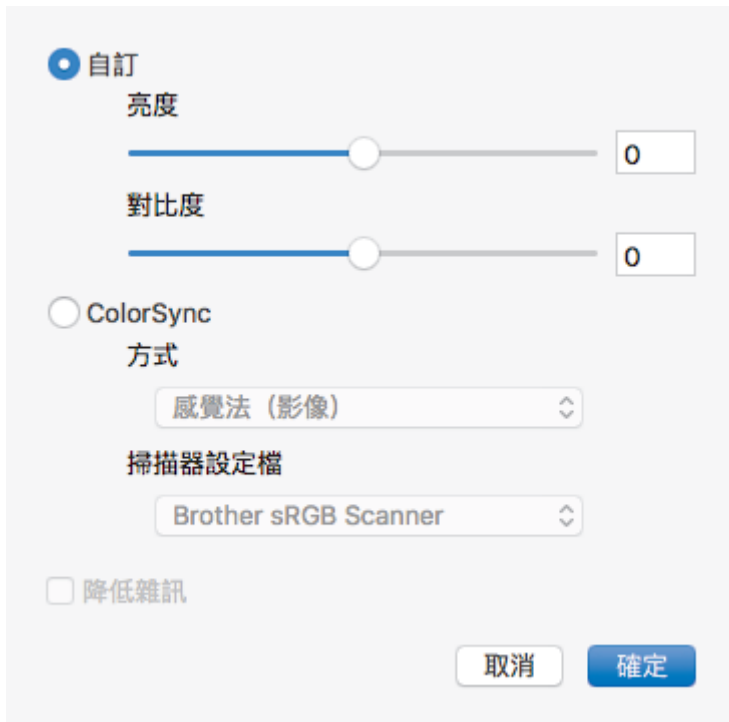 自訂
亮度
0
對比度
0
ColorSync
方式
感覺法（影像）
掃描器設定檔
Brother sRGB Scanner
降低雜訊
取消
確定